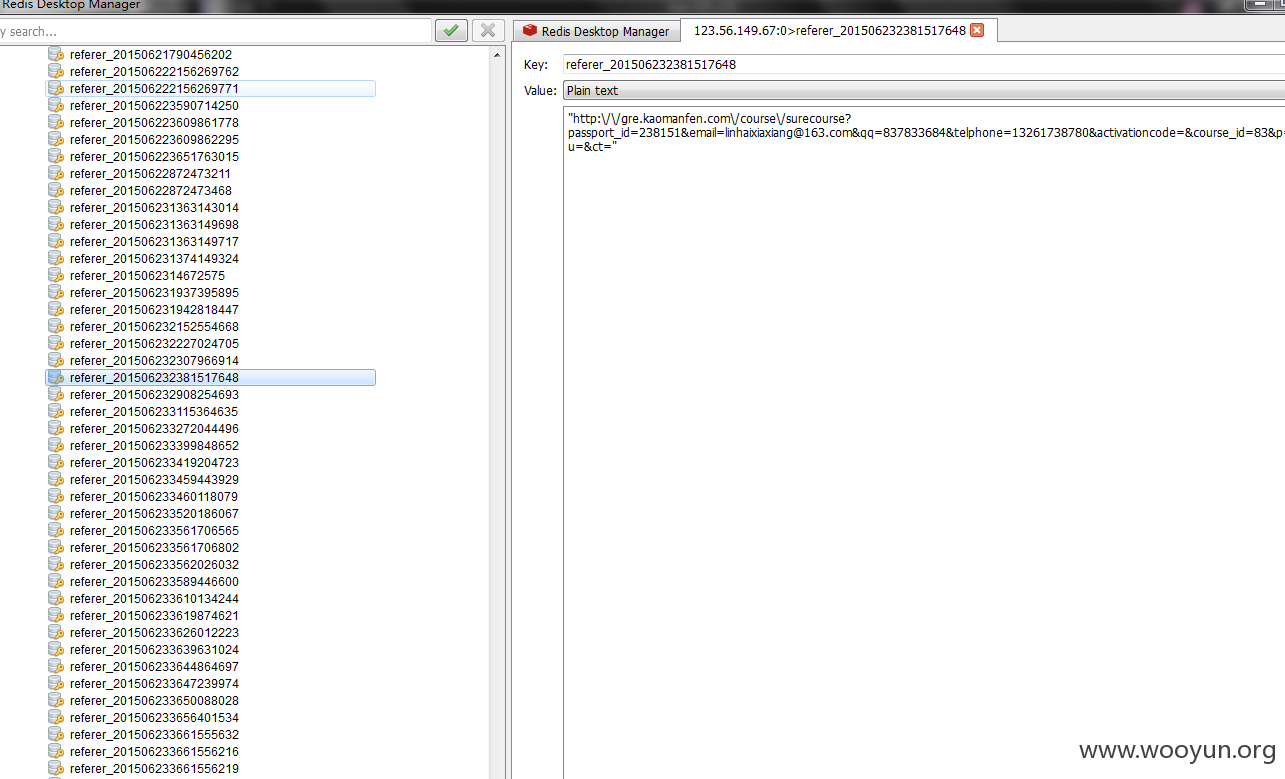 Redis Desktop Manager
y search...
referer_20150621790456202
referer_201506222156269762
referer_201506222156269771
referer_201506223590714250
referer_201506223609861778
referer_201506223609862295
referer_201506223651763015
referer_20150622872473211
referer_20150622872473468
referer_201506231363143014
referer_201506231363149698
referer_201506231363149717
referer_201506231374149324
referer_2015062314672575
referer_201506231937395895
referer_201506231942818447
referer_201506232152554668
referer_201506232227024705
referer_201506232307966914
referer_201506232381517648
referer_201506232908254693
referer_201506233115364635
referer_201506233272044496
referer_201506233399848652
referer_201506233419204723
referer_201506233459443929
referer_201506233460118079
referer_201506233520186067
referer_201506233561706565
referer_201506233561706802
referer_201506233562026032
referer_201506233589446600
referer_201506233610134244
referer_201506233619874621
referer_201506233626012223
referer_201506233639631024
referer_201506233644864697
referer_201506233647239974
referer_201506233650088028
referer_201506233656401534
referer_201506233661555632
referer_201506233661556216
referer_201506233661556219
Redis Desktop Manager
123.56.149.67:0>referer_201506232381517648
Key: referer_201506232381517648
Value: Plain text
"http:\/\/gre.kaomanfen.com\/course\/surecourse?
passport_id=238151&email=linhaixiaxiang@163.com&qq=837833684&telphone=13261738780&activationcode=&course_id=83&p=
u=&ct="
www.wooyun.org